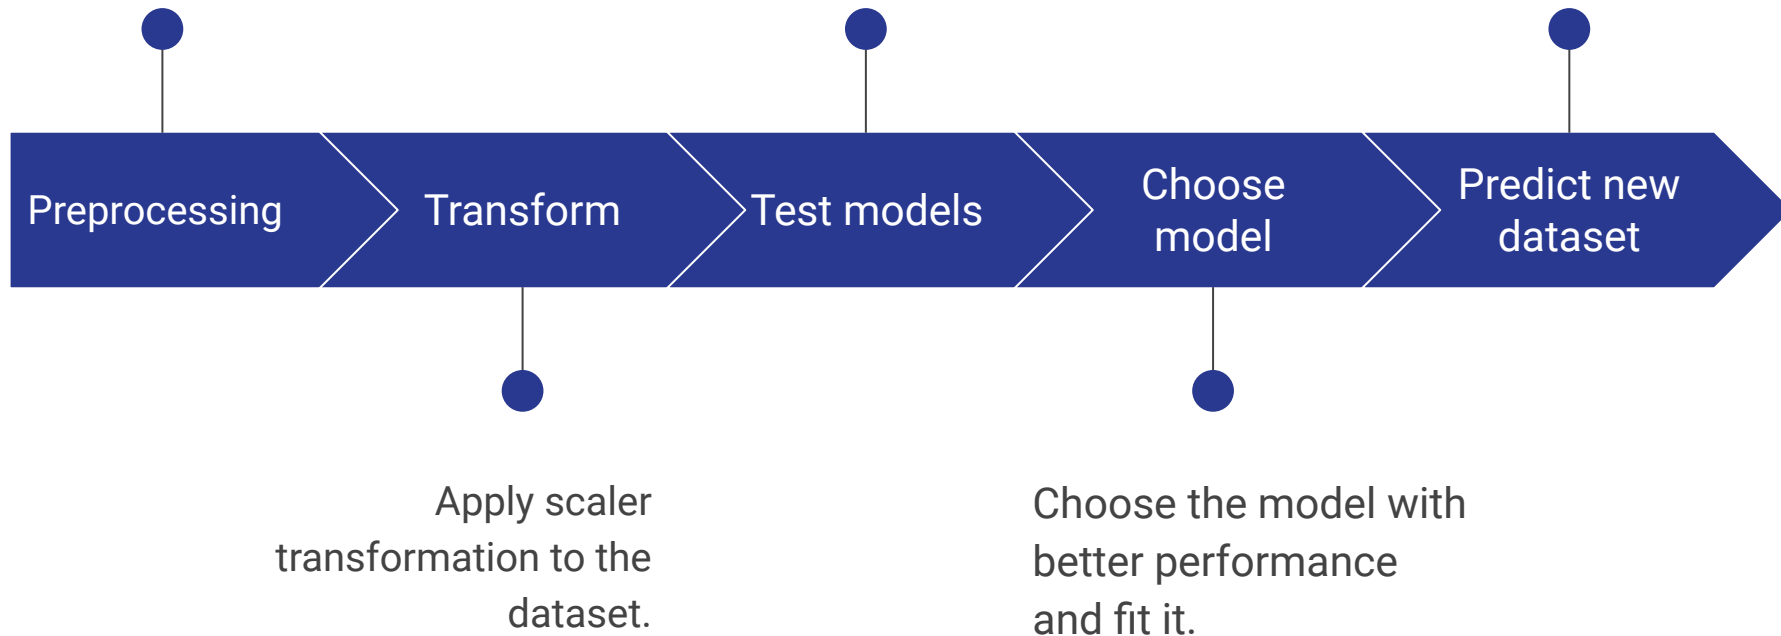 Preprocessing
Transform
Test models
Choose
model
Predict new
dataset
Apply scaler
transformation to the
dataset.
Choose the model with
better performance
and fit it.